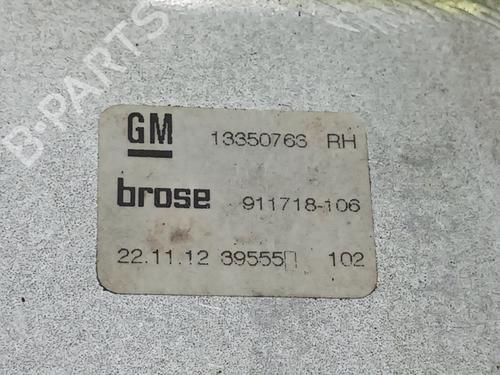 B-PARTS
GM 13350763 RH
brose 911718-106
22.11.12 39555 102